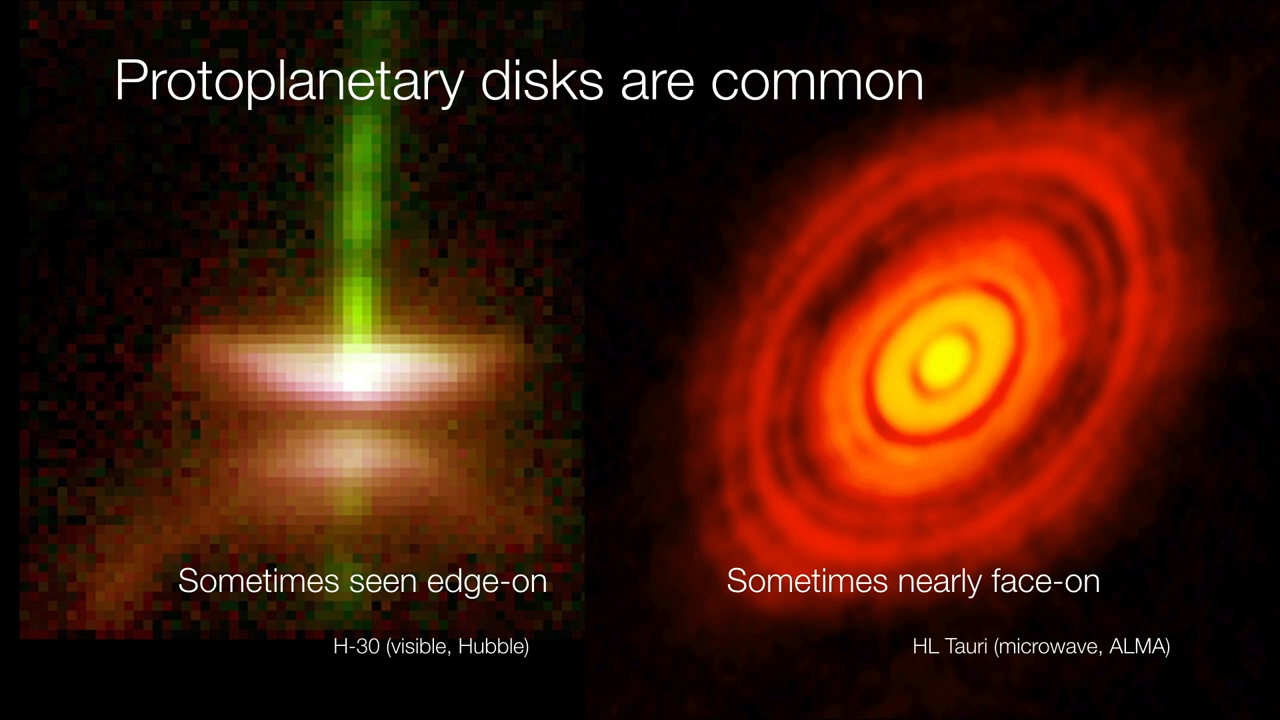 Protoplanetary disks are common
Sometimes seen edge-on
Sometimes nearly face-on
H-30 (visible, Hubble)
HL Tauri (microwave, ALMA)